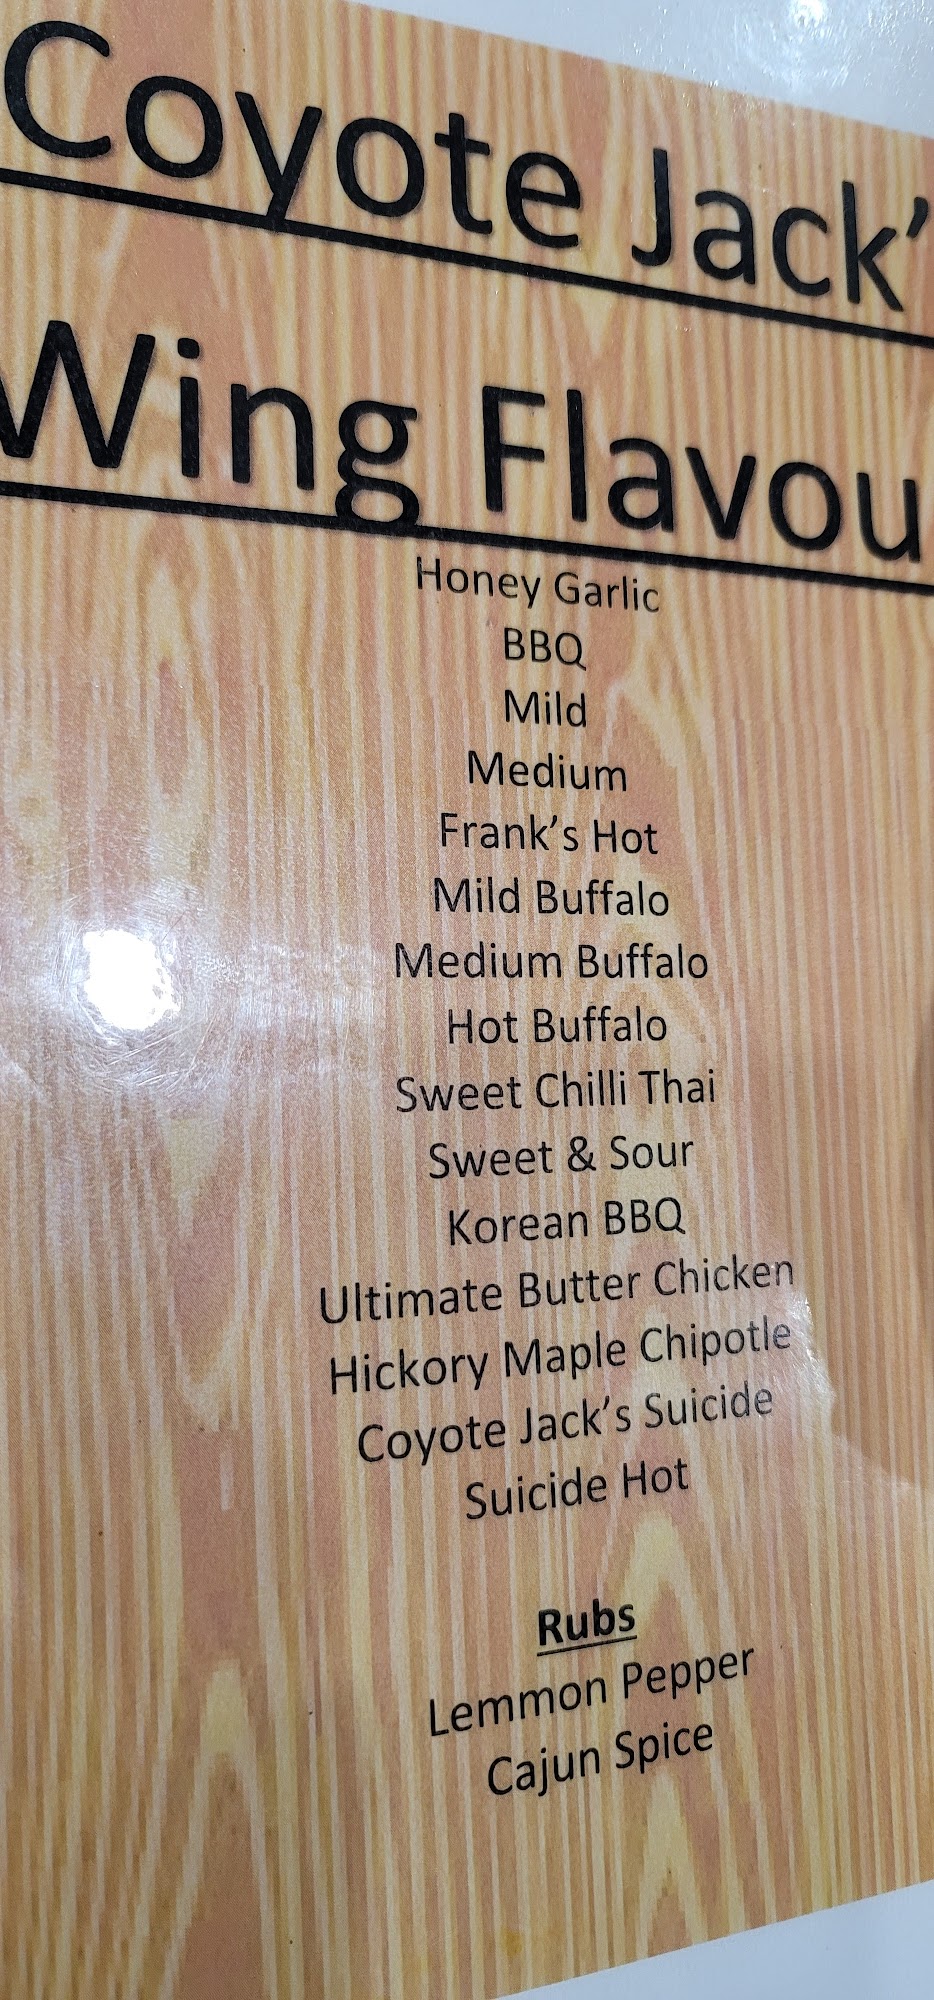 Coyote Jack'
Wing Flavou
Honey Garlic
BBQ
Mild
Medium
Frank's Hot
Mild Buffalo
Medium Buffalo
Hot Buffalo
Sweet Chilli Thai
Sweet & Sour
Korean BBQ
Ultimate Butter Chicken
Hickory Maple Chipotle
Coyote Jack's Suicide
Suicide Hot
Rubs
Lemmon Pepper
Cajun Spice